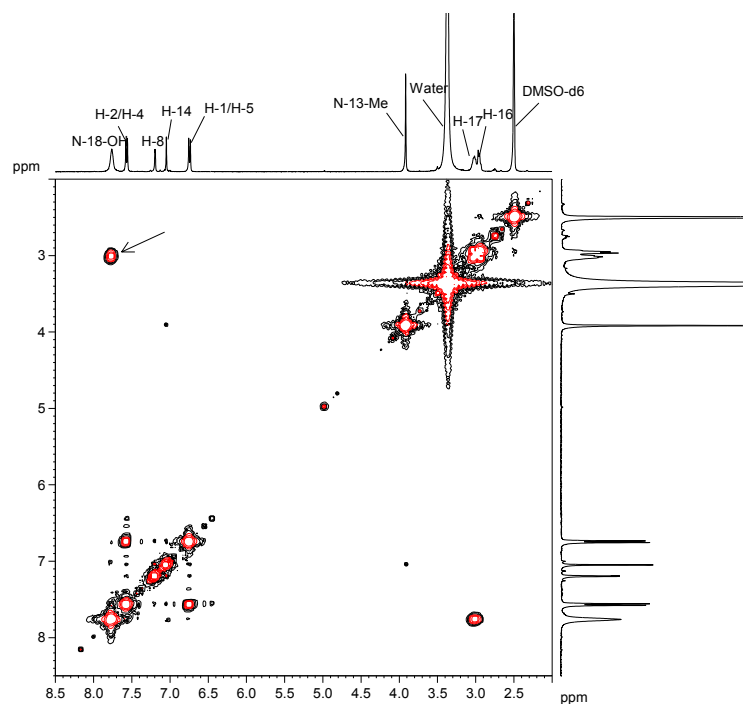 N-18-OH
H-2/H-4
H-8
H-14
H-1/H-5
N-13-Me
Water
H-17
H-16
DMSO-d6
ppm
3
4
5
6
7
8
8.5 8.0 7.5 7.0 6.5 6.0 5.5 5.0 4.5 4.0 3.5 3.0 2.5
ppm